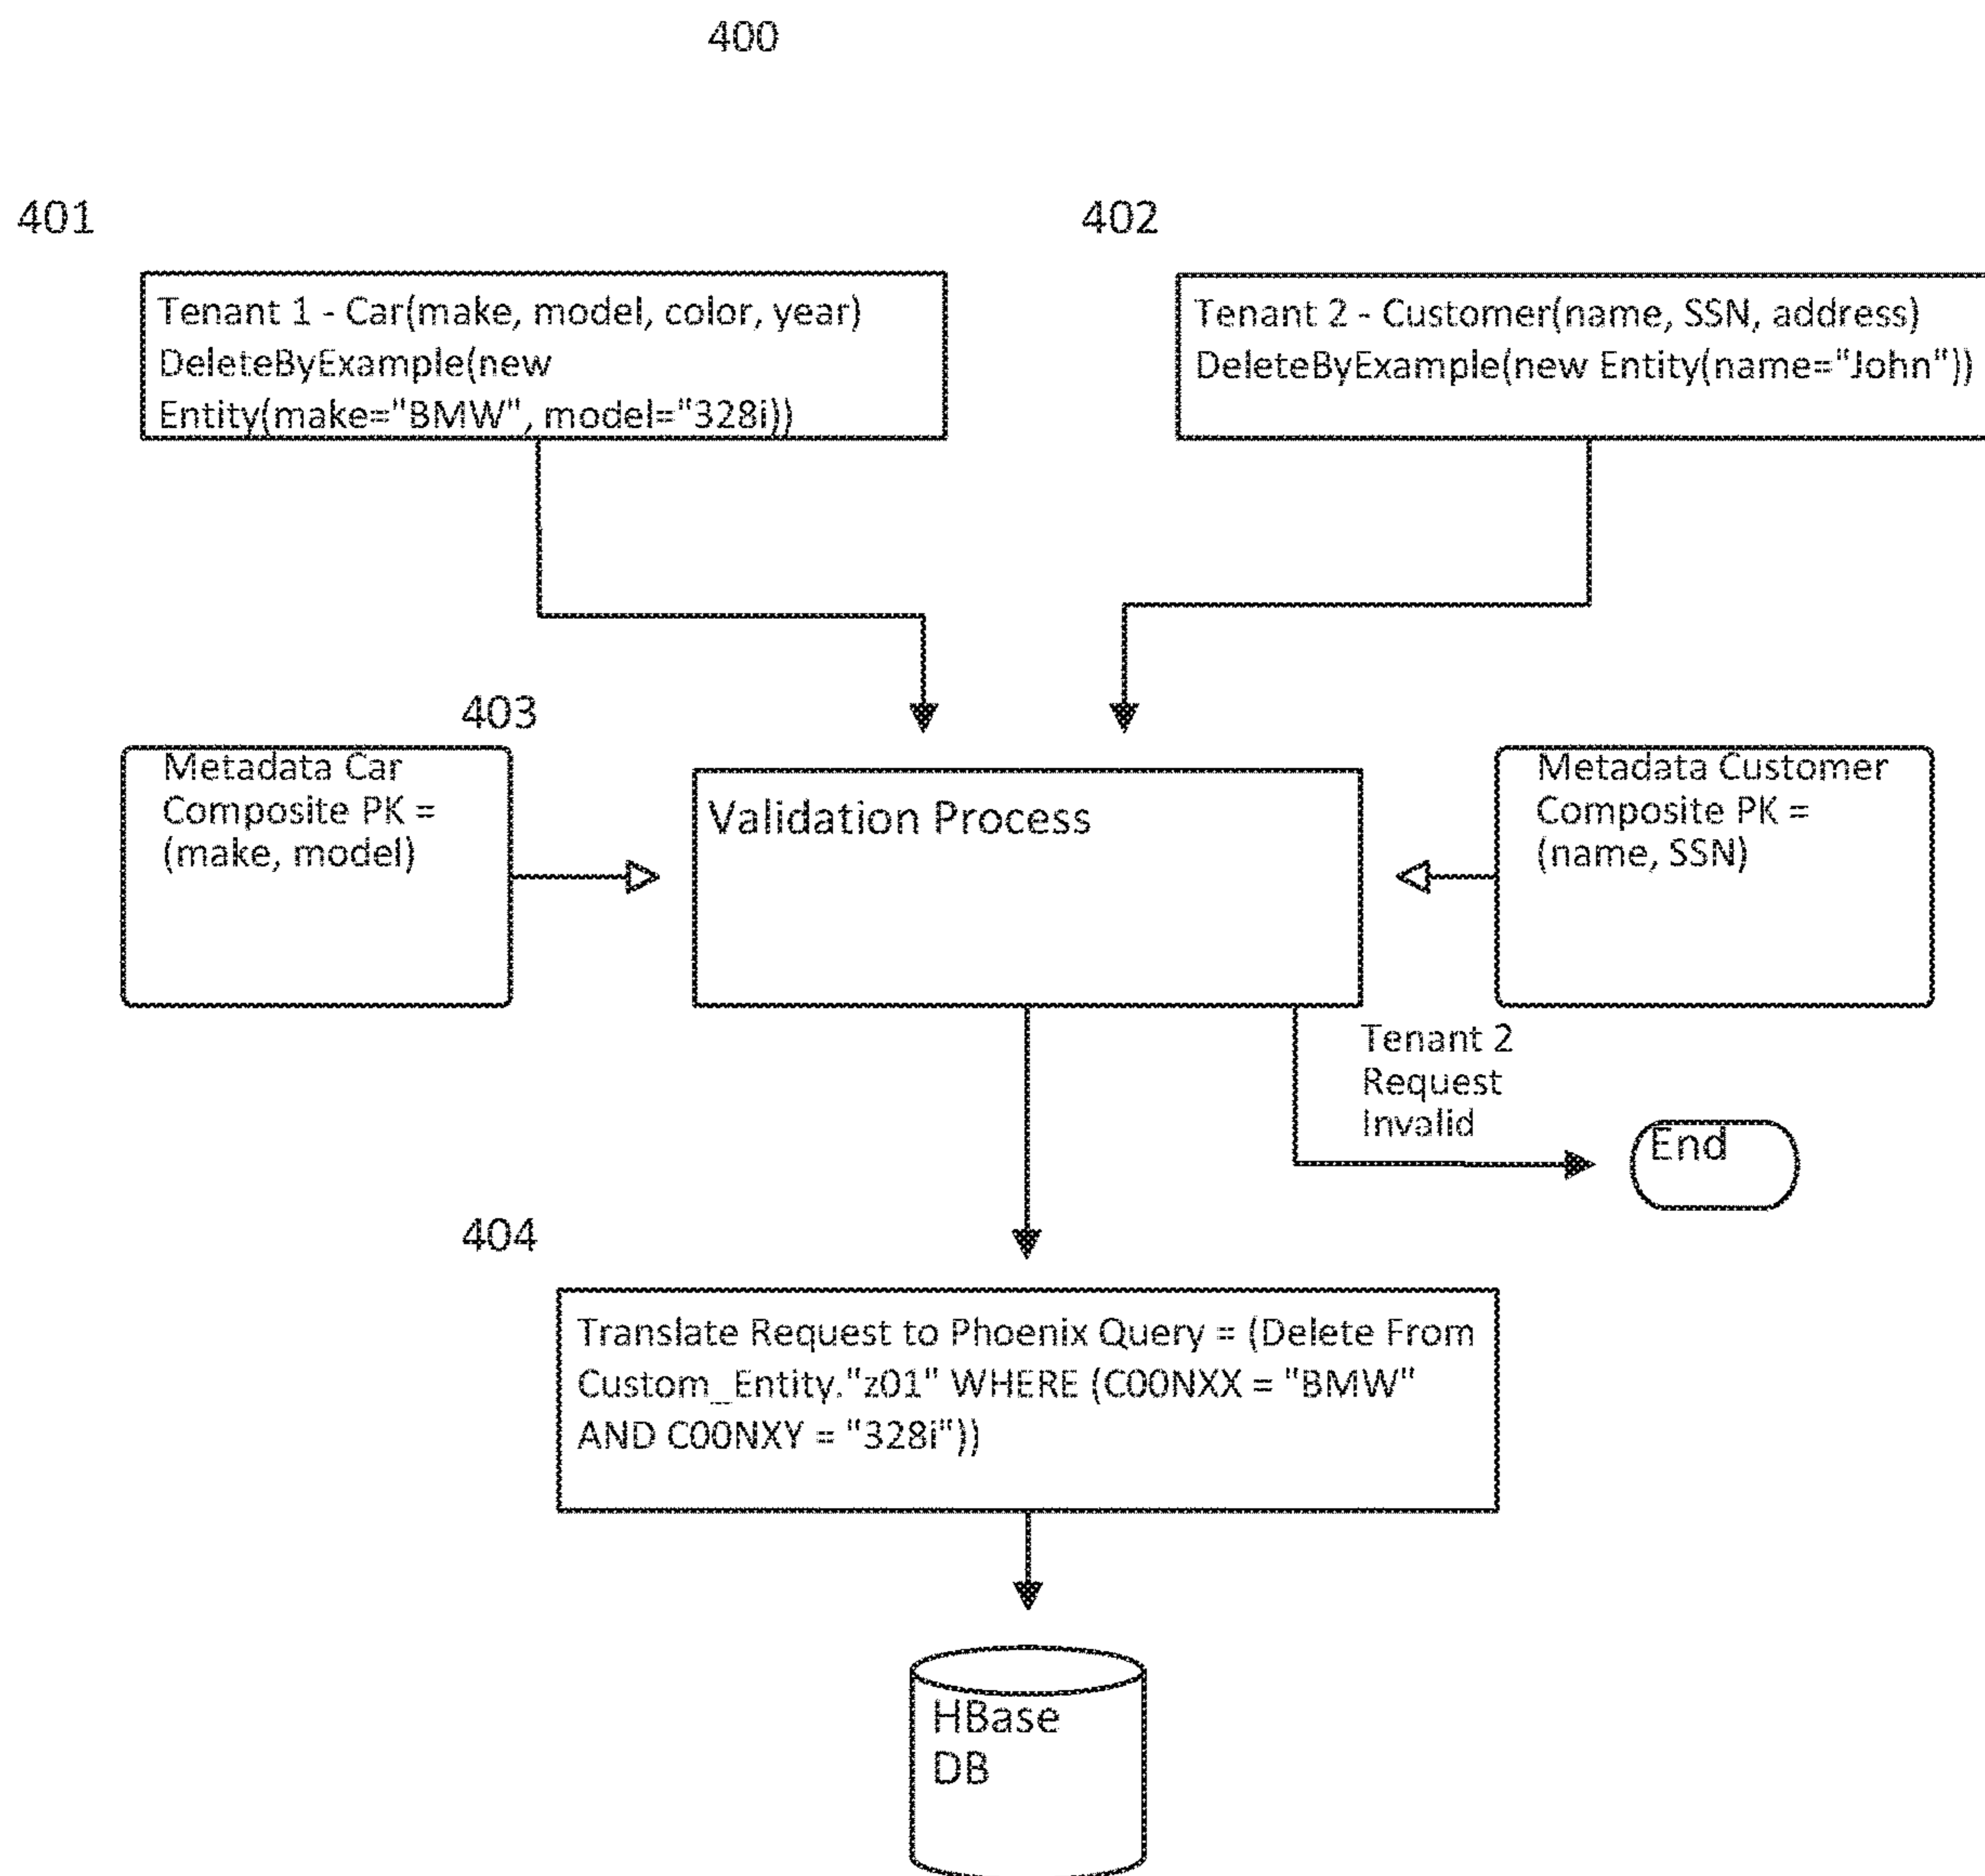 400
401
402
Tenant 1 - Car(make, model, color, year)
DeleteByExample(new
Entity(make="BMW", model="328i))
Tenant 2 - Customer(name, SSN, address)
DeleteByExample(new Entity(name="John"))
403
Metadata Car
Composite PK =
(make, model)
Validation Process
Metadata Customer
Composite PK =
(name, SSN)
Tenant 2
Request
Invalid
End
404
Translate Request to Phoenix Query = (Delete From
Custom_Entity."z01" WHERE (C00NXX = "BMW"
AND C00NXY = "328i"))
HBase
DB